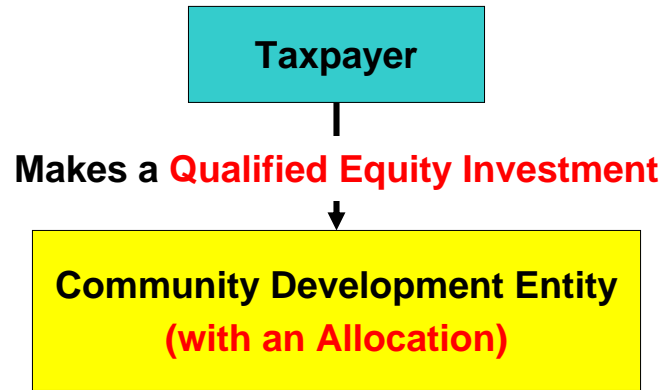 Taxpayer
Makes a Qualified Equity Investment
Community Development Entity
(with an Allocation)